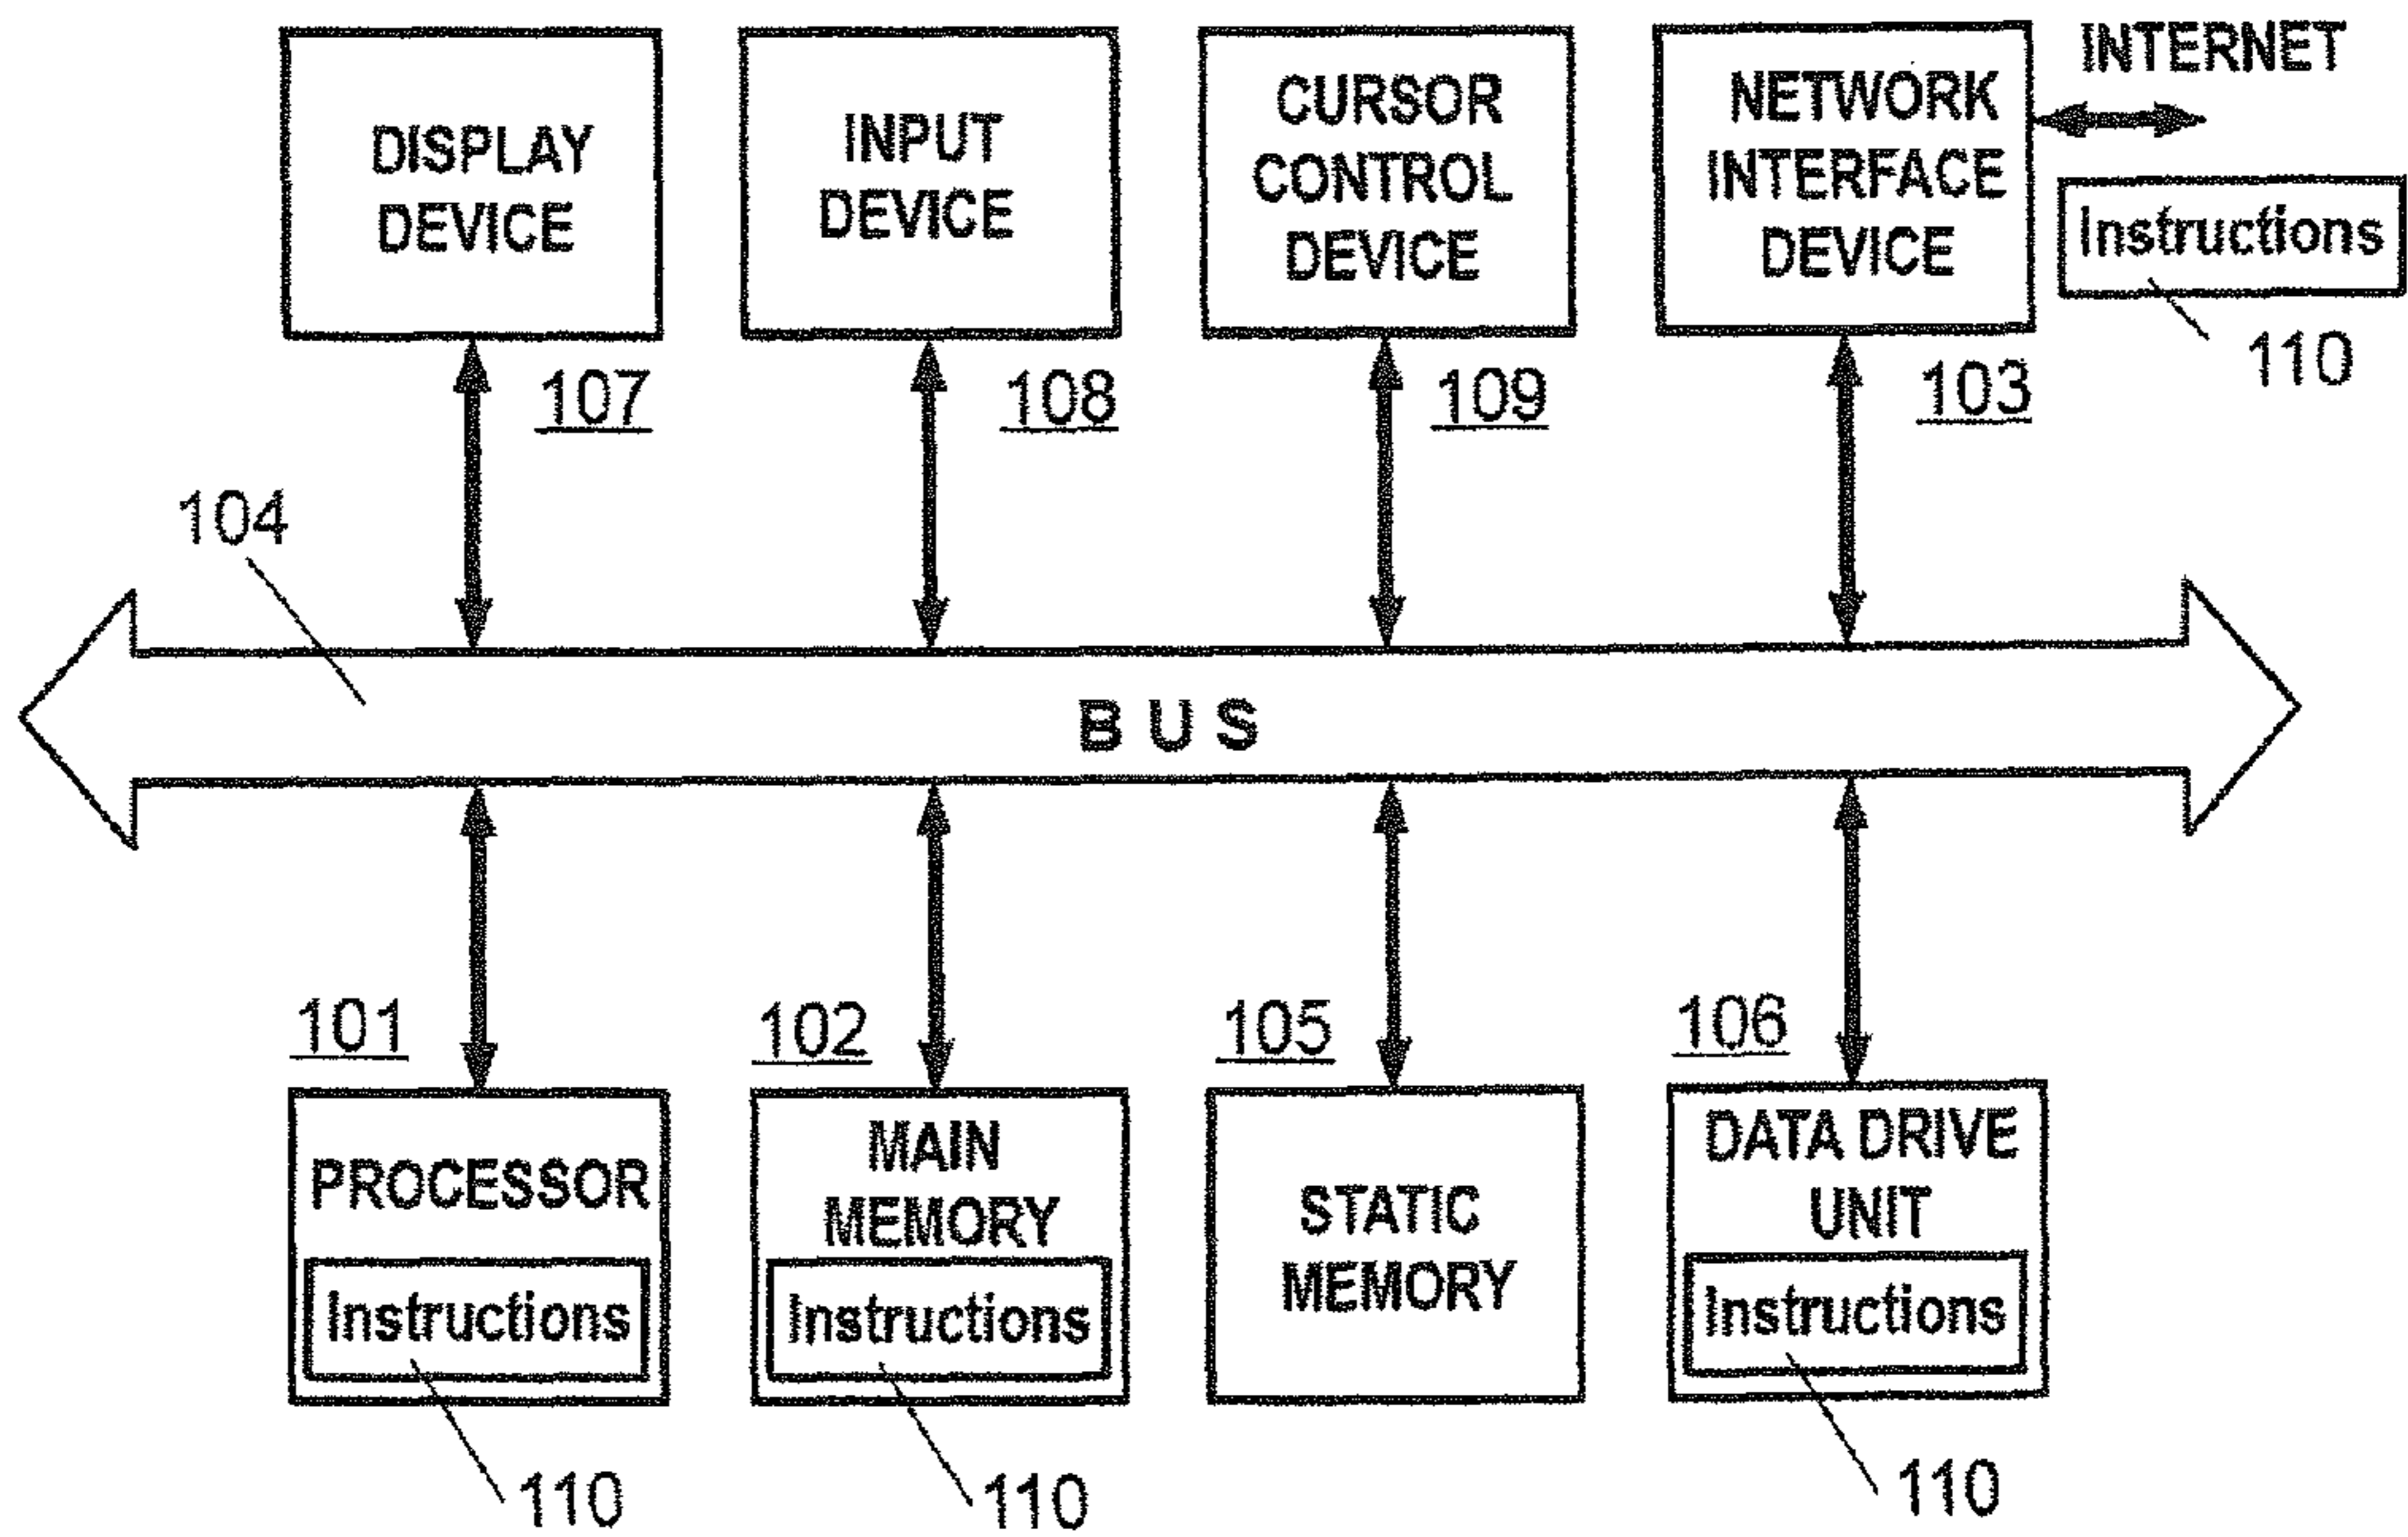 DISPLAY
DEVICE
107
INPUT
DEVICE
108
CURSOR
CONTROL
DEVICE
109
NETWORK
INTERFACE
DEVICE
103
INTERNET
Instructions
110
104
BUS
101
PROCESSOR
Instructions
110
102
MAIN
MEMORY
Instructions
110
105
STATIC
MEMORY
106
DATA DRIVE
UNIT
Instructions
110